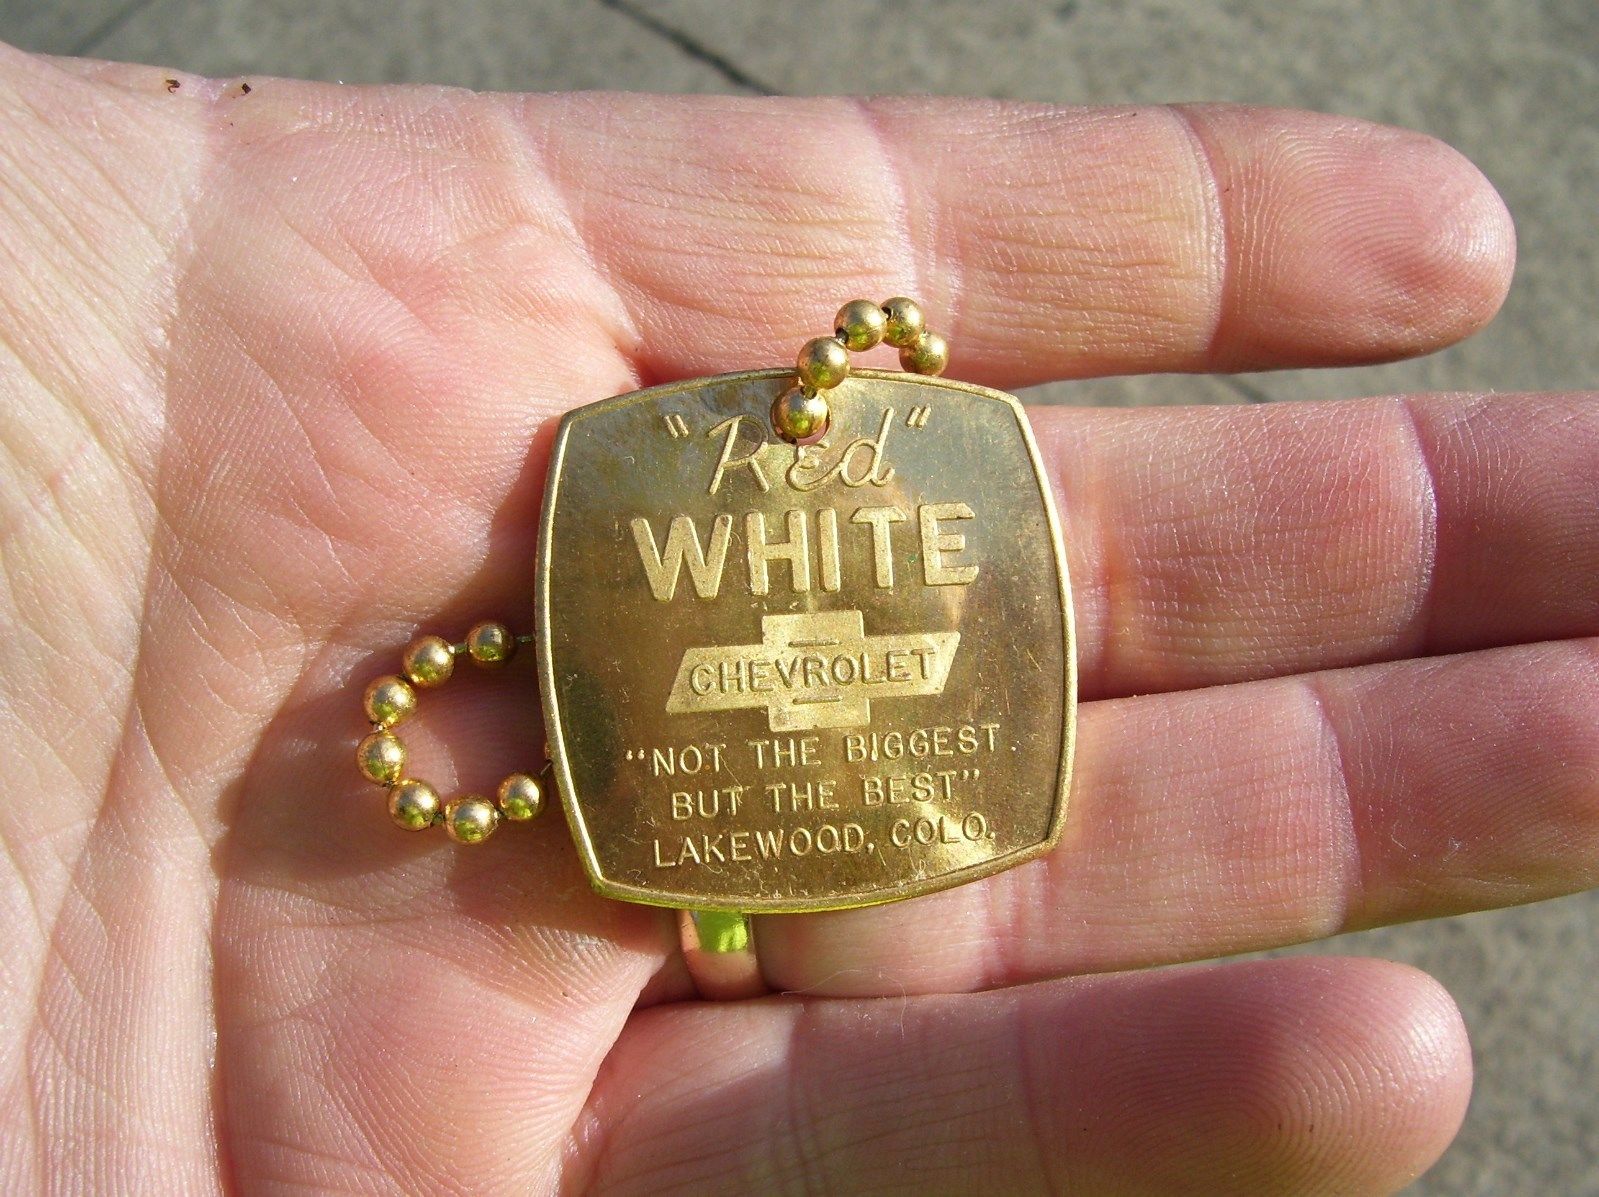 "Red"
WHITE
CHEVROLET
"NOT THE BIGGEST
BUT THE BEST"
LAKEWOOD, COLO.